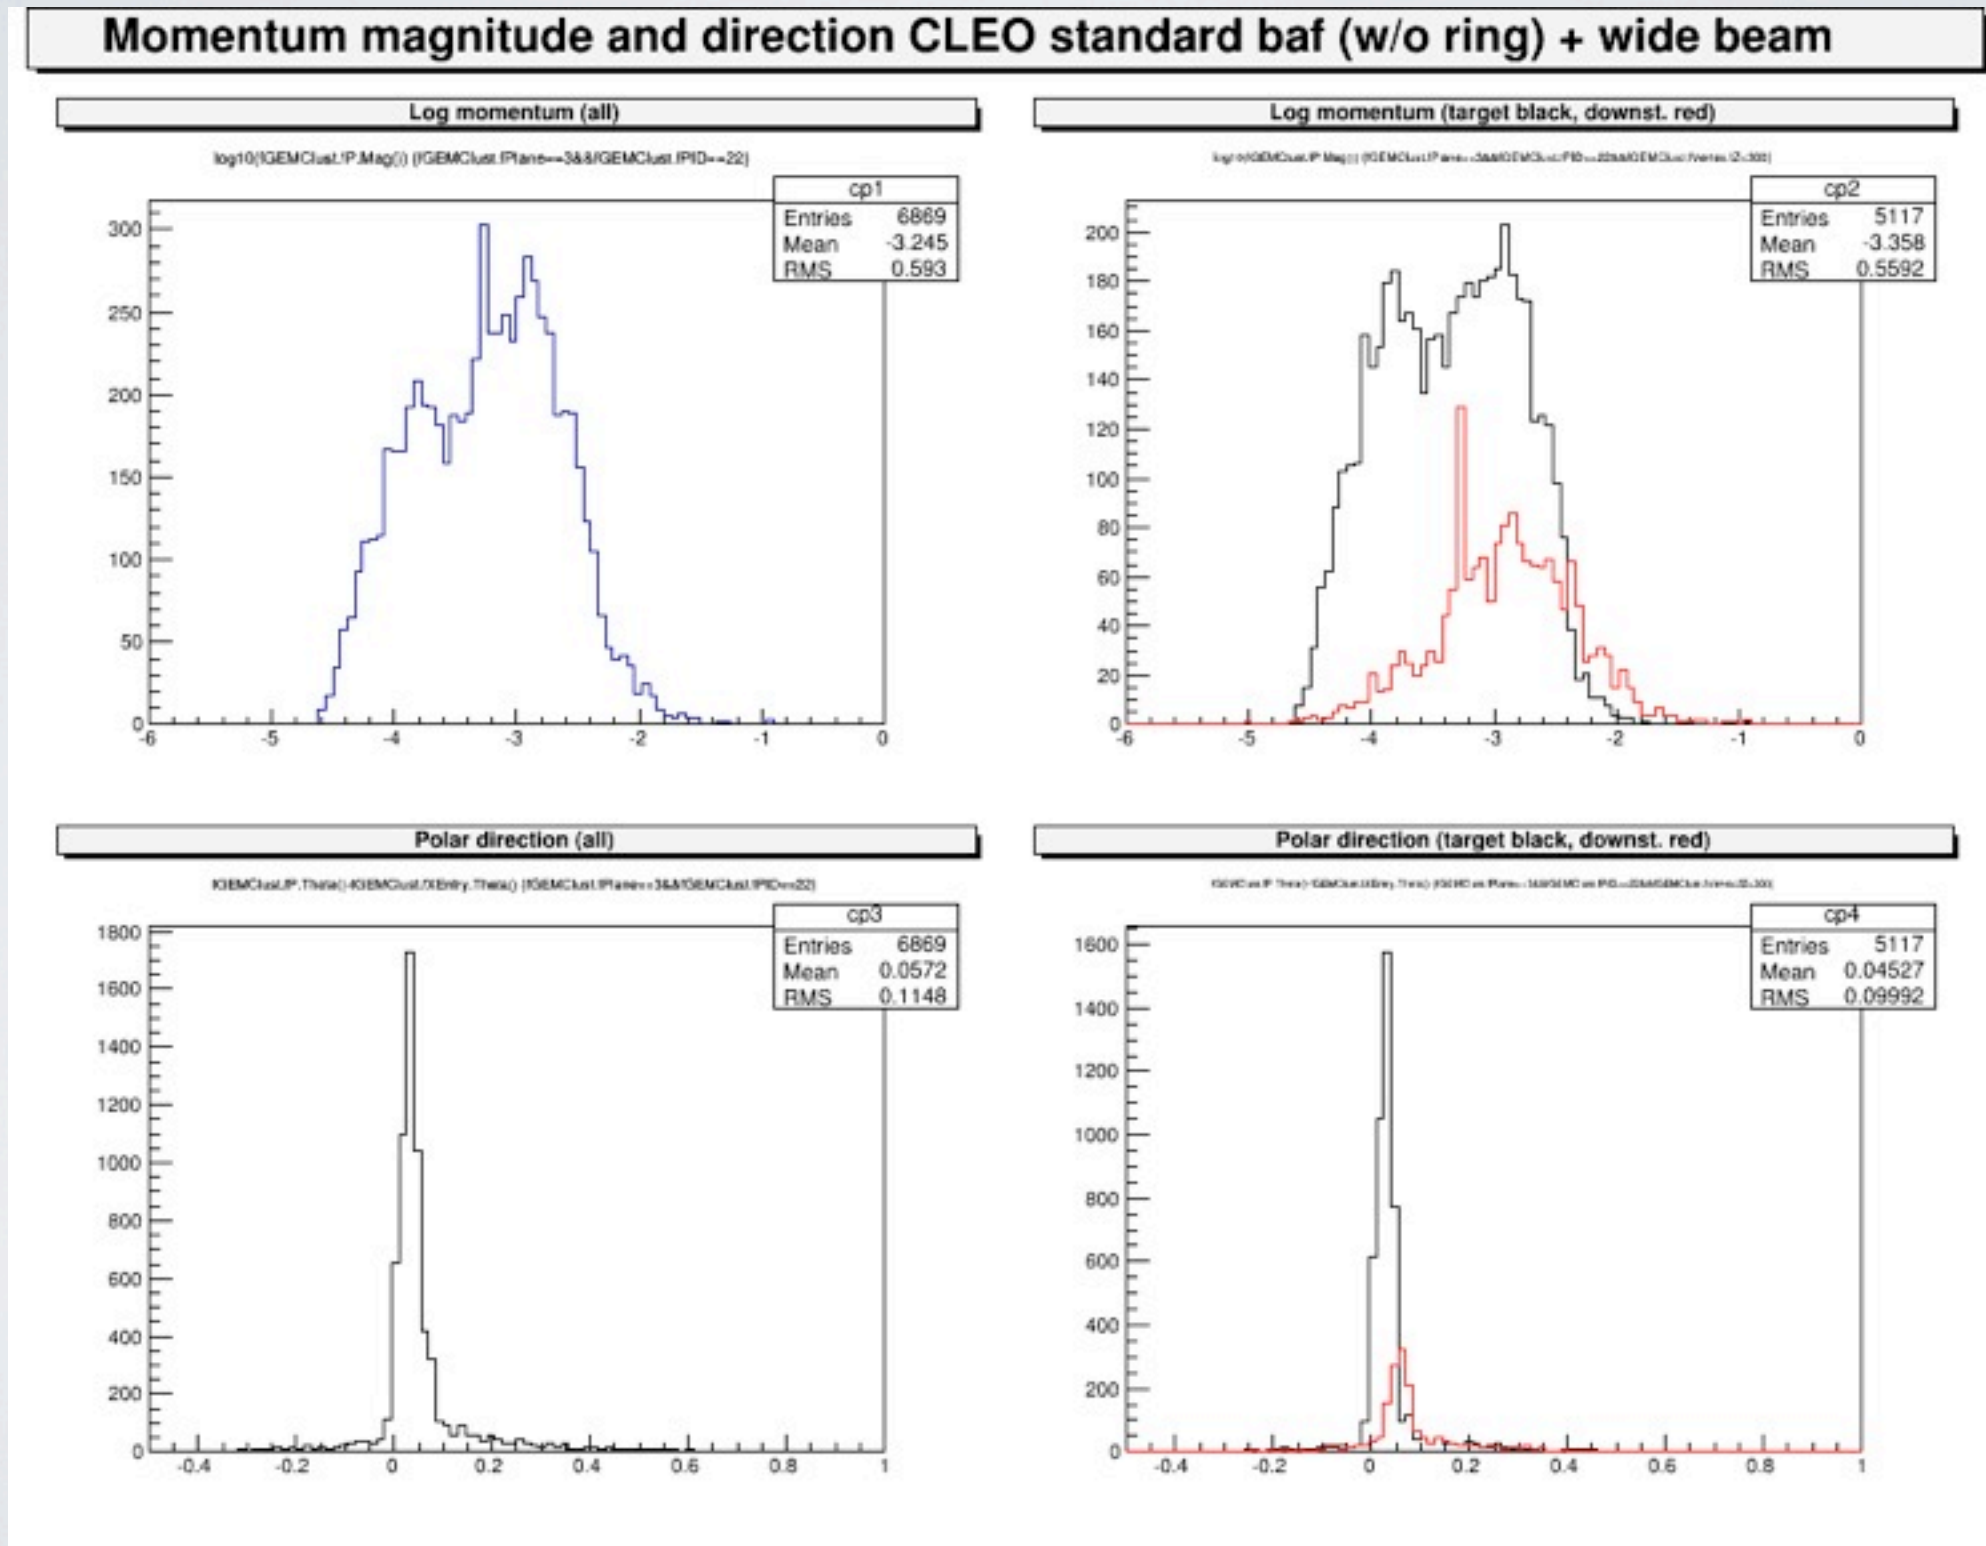 Momentum magnitude and direction CLEO standard baf (w/o ring) + wide beam
Log momentum (all)
log10(fGEMClust.fP.Mag()) (fGEMClust.fPlane==3&&fGEMClust.fPID==22)
cp1
Entries 6869
Mean -3.245
RMS 0.593
300
250
200
150
100
50
0
-6 -5 -4 -3 -2 -1 0
Log momentum (target black, downst. red)
cp2
Entries 5117
Mean -3.358
RMS 0.5592
200
180
160
140
120
100
80
60
40
20
0
-6 -5 -4 -3 -2 -1 0
Polar direction (all)
fGEMClust.fP.Theta()-fGEMClust.fXEntry.Theta() (fGEMClust.fPlane==3&&fGEMClust.fPID==22)
cp3
Entries 6869
Mean 0.0572
RMS 0.1148
1800
1600
1400
1200
1000
800
600
400
200
0
-0.4 -0.2 0 0.2 0.4 0.6 0.8 1
Polar direction (target black, downst. red)
cp4
Entries 5117
Mean 0.04527
RMS 0.09992
1600
1400
1200
1000
800
600
400
200
0
-0.4 -0.2 0 0.2 0.4 0.6 0.8 1